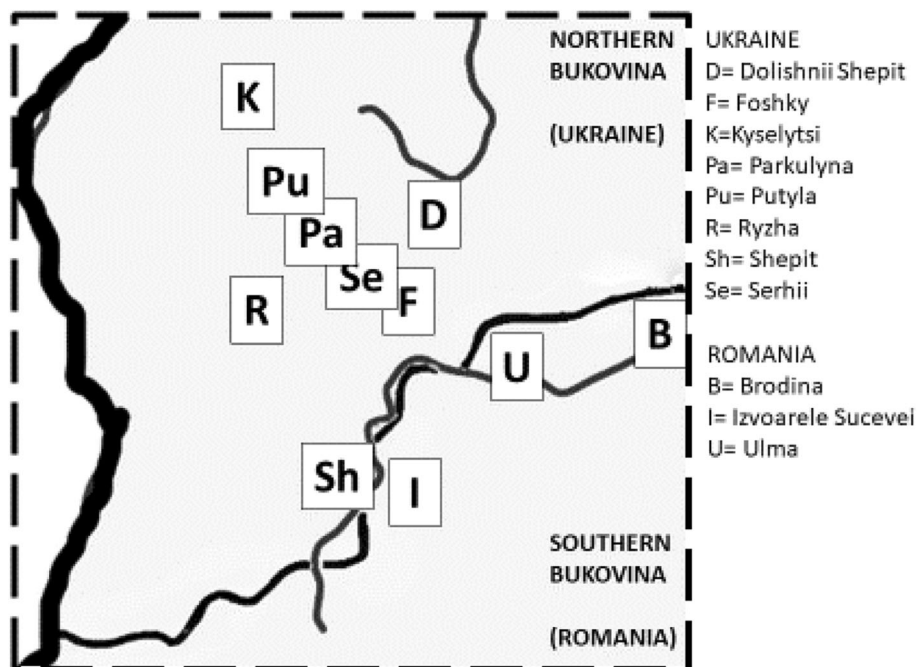 NORTHERN
BUKOVINA
(UKRAINE)
K
Pu
Pa
D
Se
F
R
B
U
Sh
I
SOUTHERN
BUKOVINA
(ROMANIA)
UKRAINE
D= Dolishnii Shepit
F= Foshky
K=Kyselytsi
Pa= Parkulyna
Pu= Putyla
R= Ryzha
Sh= Shepit
Se= Serhii
ROMANIA
B= Brodina
I= Izvoarele Sucevei
U= Ulma